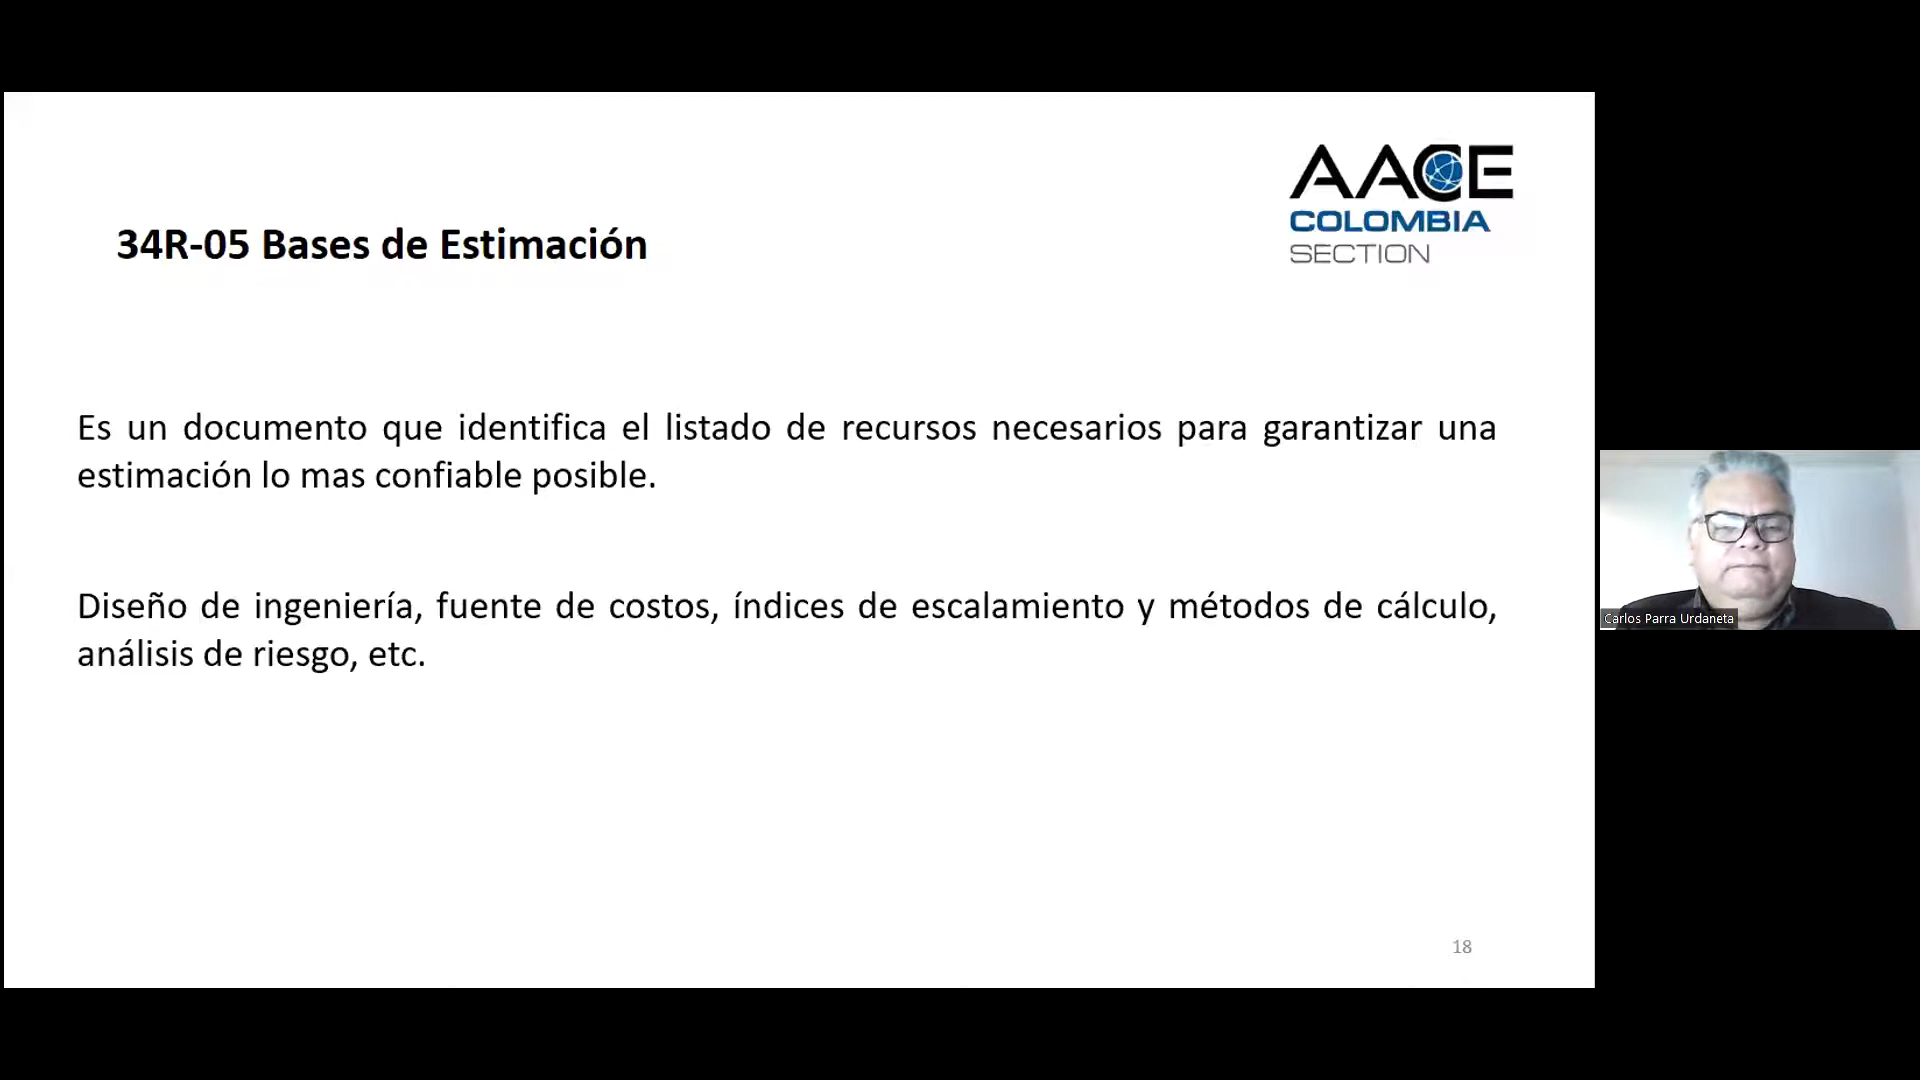 AACE
COLOMBIA
SECTION
34R-05 Bases de Estimación
Es un documento que identifica el listado de recursos necesarios para garantizar una
estimación lo mas confiable posible.
Diseño de ingeniería, fuente de costos, índices de escalamiento y métodos de cálculo,
análisis de riesgo, etc.
18
Carlos Parra Urdaneta